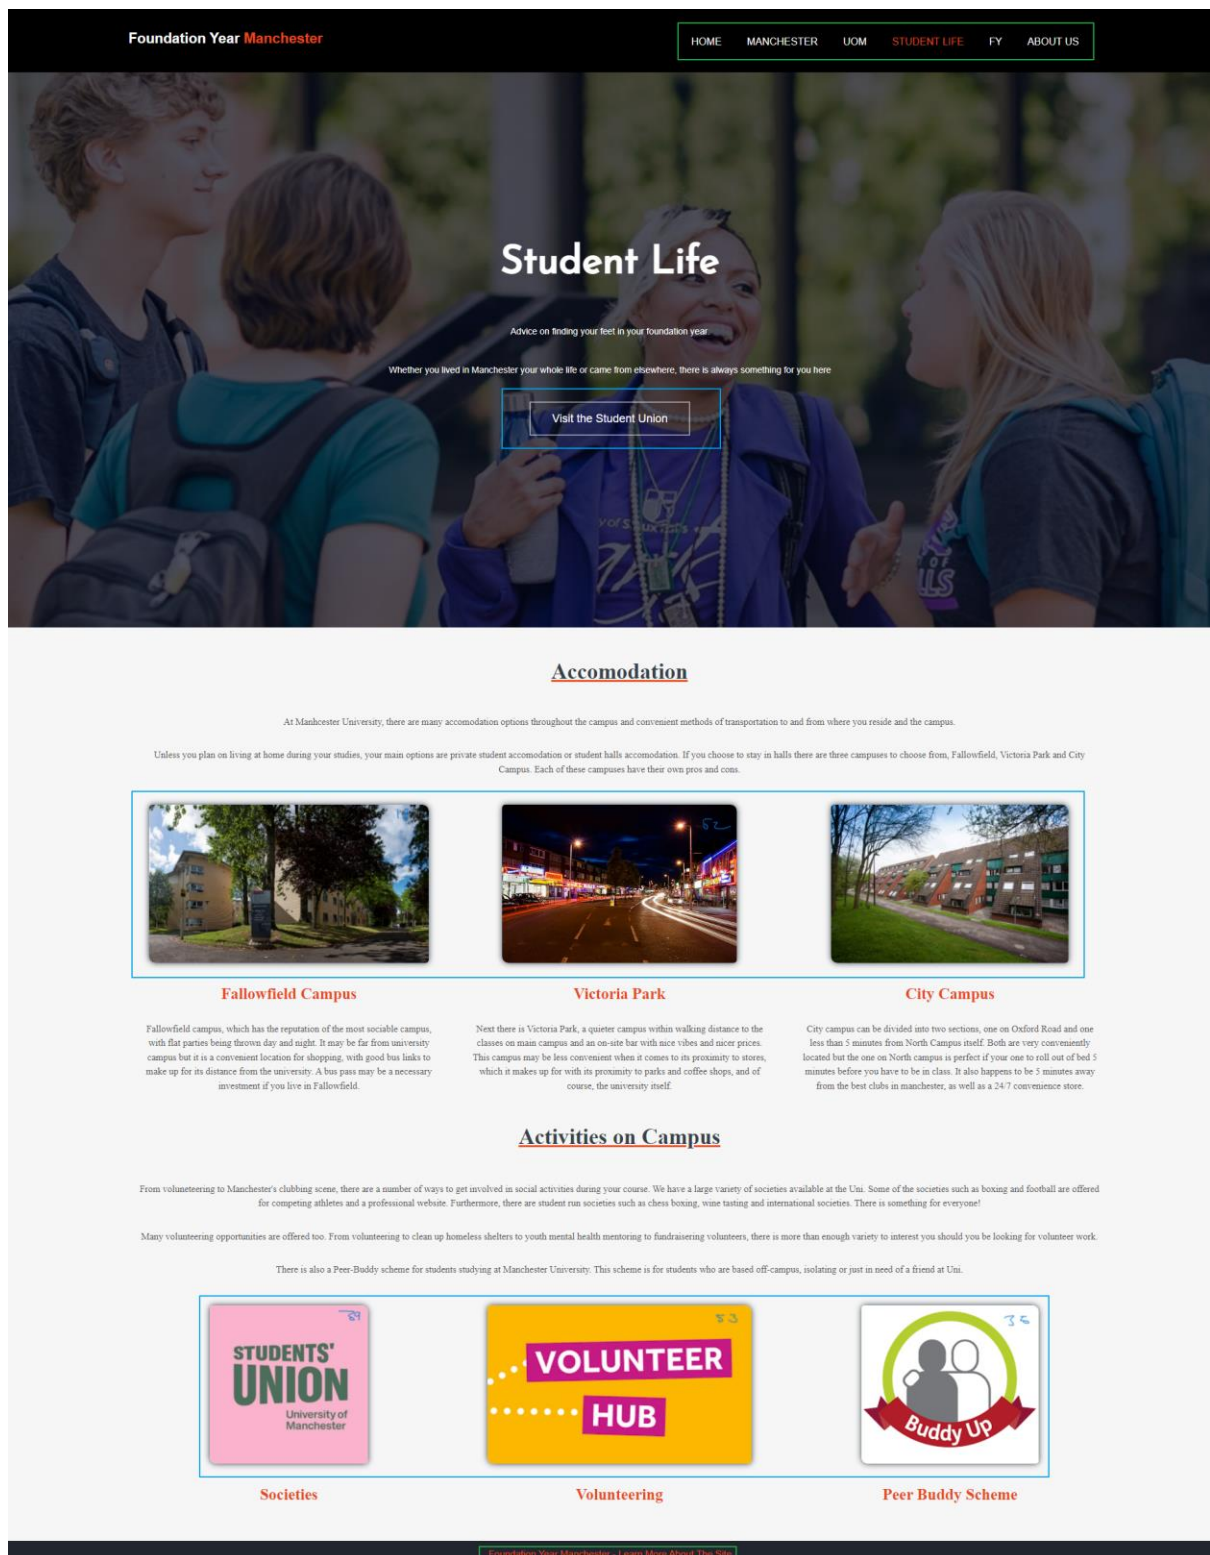 Foundation Year Manchester
HOME MANCHESTER UOM STUDENT LIFE FY ABOUT US
Student Life
Advice on finding your feet in your foundation year
Whether you lived in Manchester your whole life or came from elsewhere, there is always something for you here
Visit the Student Union
Accomodation
At Manhcester University, there are many accomodation options throughout the campus and convenient methods of transportation to and from where you reside and the campus.
Unless you plan on living at home during your studies, your main options are private student accomodation or student halls accomodation. If you choose to stay in halls there are three campuses to choose from, Fallowfield, Victoria Park and City
Campus. Each of these campuses have their own pros and cons.
52
Fallowfield Campus
Fallowfield campus, which has the reputation of the most sociable campus,
with flat parties being thrown day and night. It may be far from university
campus but it is a convenient location for shopping, with good bus links to
make up for its distance from the university. A bus pass may be a necessary
investment if you live in Fallowfield.
Victoria Park
Next there is Victoria Park, a quieter campus within walking distance to the
classes on main campus and an on-site bar with nice vibes and nicer prices.
This campus may be less convenient when it comes to its proximity to stores,
which it makes up for with its proximity to parks and coffee shops, and of
course, the university itself.
City Campus
City campus can be divided into two sections, one on Oxford Road and one
less than 5 minutes from North Campus itself. Both are very conveniently
located but the one on North campus is perfect if your one to roll out of bed 5
minutes before you have to be in class. It also happens to be 5 minutes away
from the best clubs in manchester, as well as a 24/7 convenience store.
Activities on Campus
From voluneteering to Manchester's clubbing scene, there are a number of ways to get involved in social activities during your course. We have a large variety of societies available at the Uni. Some of the societies such as boxing and football are offered
for competing athletes and a professional website. Furthermore, there are student run societies such as chess boxing, wine tasting and international societies. There is something for everyone!
Many volunteering opportunities are offered too. From volunteering to clean up homeless shelters to youth mental health mentoring to fundraisering volunteers, there is more than enough variety to interest you should you be looking for volunteer work.
There is also a Peer-Buddy scheme for students studying at Manchester University. This scheme is for students who are based off-campus, isolating or just in need of a friend at Uni.
STUDENTS'
UNION
University of
Manchester
53
VOLUNTEER
HUB
35
Buddy Up
Societies
Volunteering
Peer Buddy Scheme
Foundation Year Manchester - Learn More About The Site